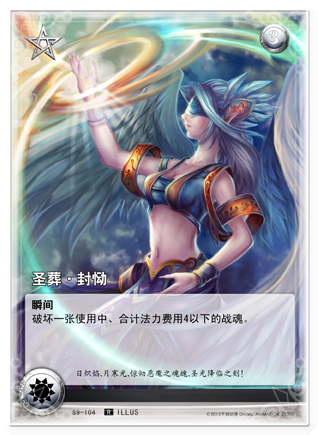 R
圣葬·封恸
瞬间
破坏一张使用中、合计法力费用4以下的战魂。
日炽焰,月寒光,惊恸恶魔之魂魄,圣光降临之刻!
S9-104 R ILLUS